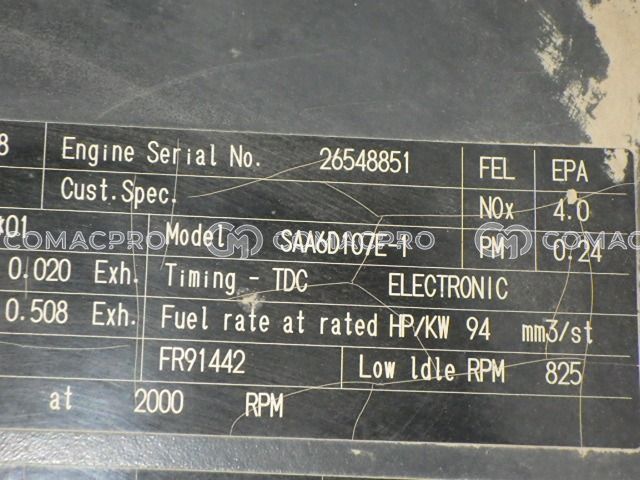 8 Engine Serial No. 26548851 FEL EPA
Cust.Spec. NOx 4.0
COMACPRO COMACPRO COMACPRO
01 Model SAA6D107E-1 PM 0.24
0.020 Exh. Timing - TDC ELECTRONIC
0.508 Exh. Fuel rate at rated HP/KW 94 mm3/st
FR91442 Low ldle RPM 825
at 2000 RPM